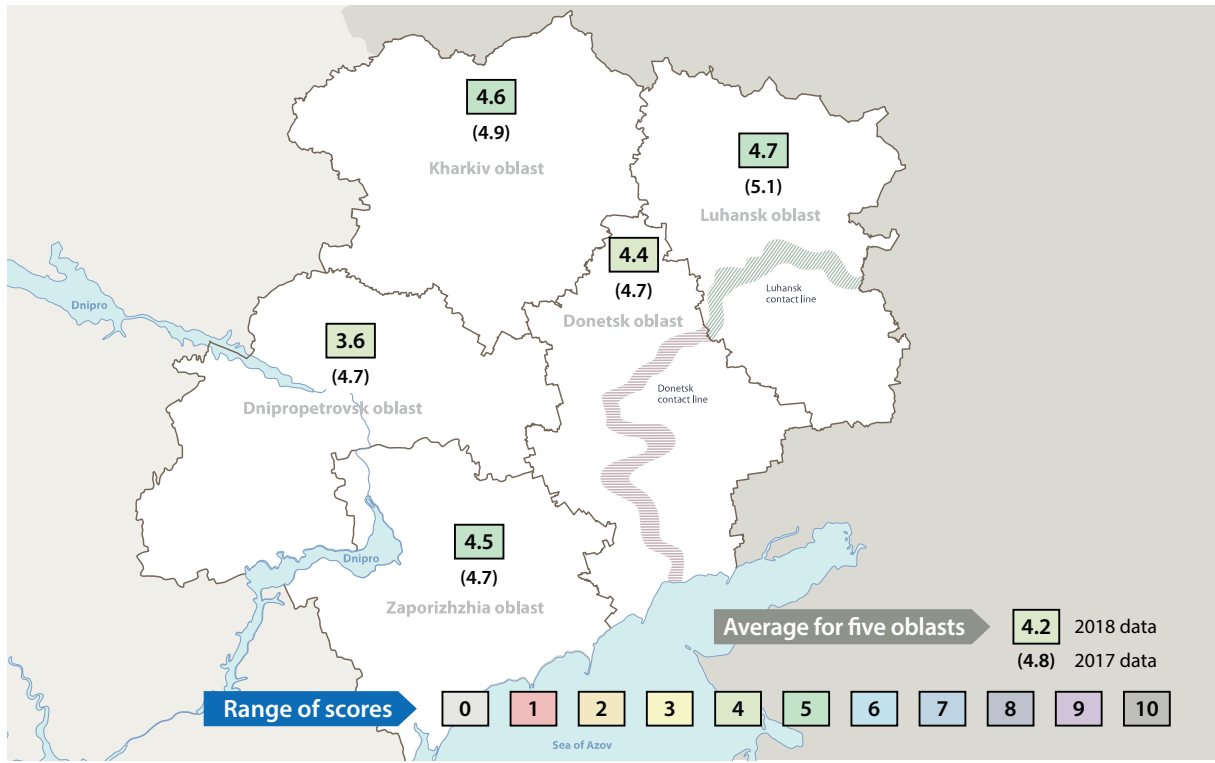 4.6
(4.9)
Kharkiv oblast
4.7
(5.1)
Luhansk oblast
4.4
(4.7)
Donetsk oblast
Luhansk
contact line
Dnipro
3.6
(4.7)
Dnipropetrovsk oblast
Donetsk
contact line
4.5
(4.7)
Zaporizhzhia oblast
Dnipro
Average for five oblasts
4.2 2018 data
(4.8) 2017 data
Range of scores
0 1 2 3 4 5 6 7 8 9 10
Sea of Azov